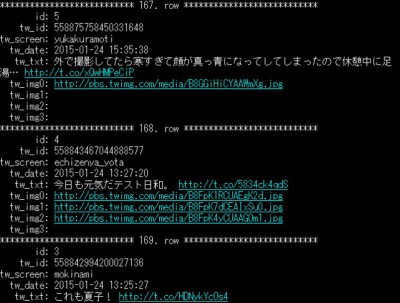 *************************** 167. row ***************************
id: 5
tw_id: 558875758450331648
tw_screen: yukakuramoti
tw_date: 2015-01-24 15:35:38
tw_txt: 外で撮影してたら寒すぎて顔が真っ青になってしてしまったので休憩中に足
湯… http://t.co/xQwHMPeCiP
tw_img0: http://pbs.twimg.com/media/B8GGiHiCYAAWmXg.jpg
tw_img1:
tw_img2:
tw_img3:
*************************** 168. row ***************************
id: 4
tw_id: 558843467044888577
tw_screen: echizenya_yota
tw_date: 2015-01-24 13:27:20
tw_txt: 今日も元気だテスト日和。 http://t.co/5834ck4qdS
tw_img0: http://pbs.twimg.com/media/B8FpK1RCUAEgK2d.jpg
tw_img1: http://pbs.twimg.com/media/B8FpK7dCEAIxSu0.jpg
tw_img2: http://pbs.twimg.com/media/B8FpK4yCUAAG0m1.jpg
tw_img3:
*************************** 169. row ***************************
id: 3
tw_id: 558842994200027136
tw_screen: mokinami
tw_date: 2015-01-24 13:25:27
tw_txt: これも夏子！ http://t.co/HDNykYcOs4